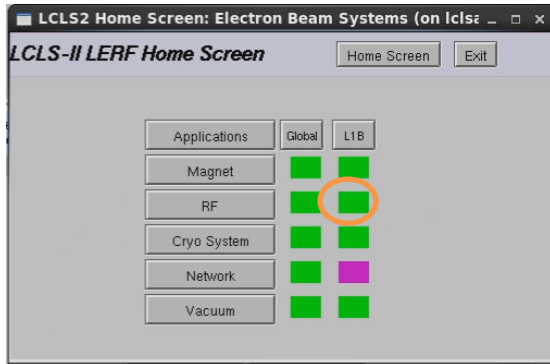 LCLS2 Home Screen: Electron Beam Systems (on lclsa
LCLS-II LERF Home Screen
Home Screen
Exit
Applications
Global
L1B
Magnet
RF
Cryo System
Network
Vacuum